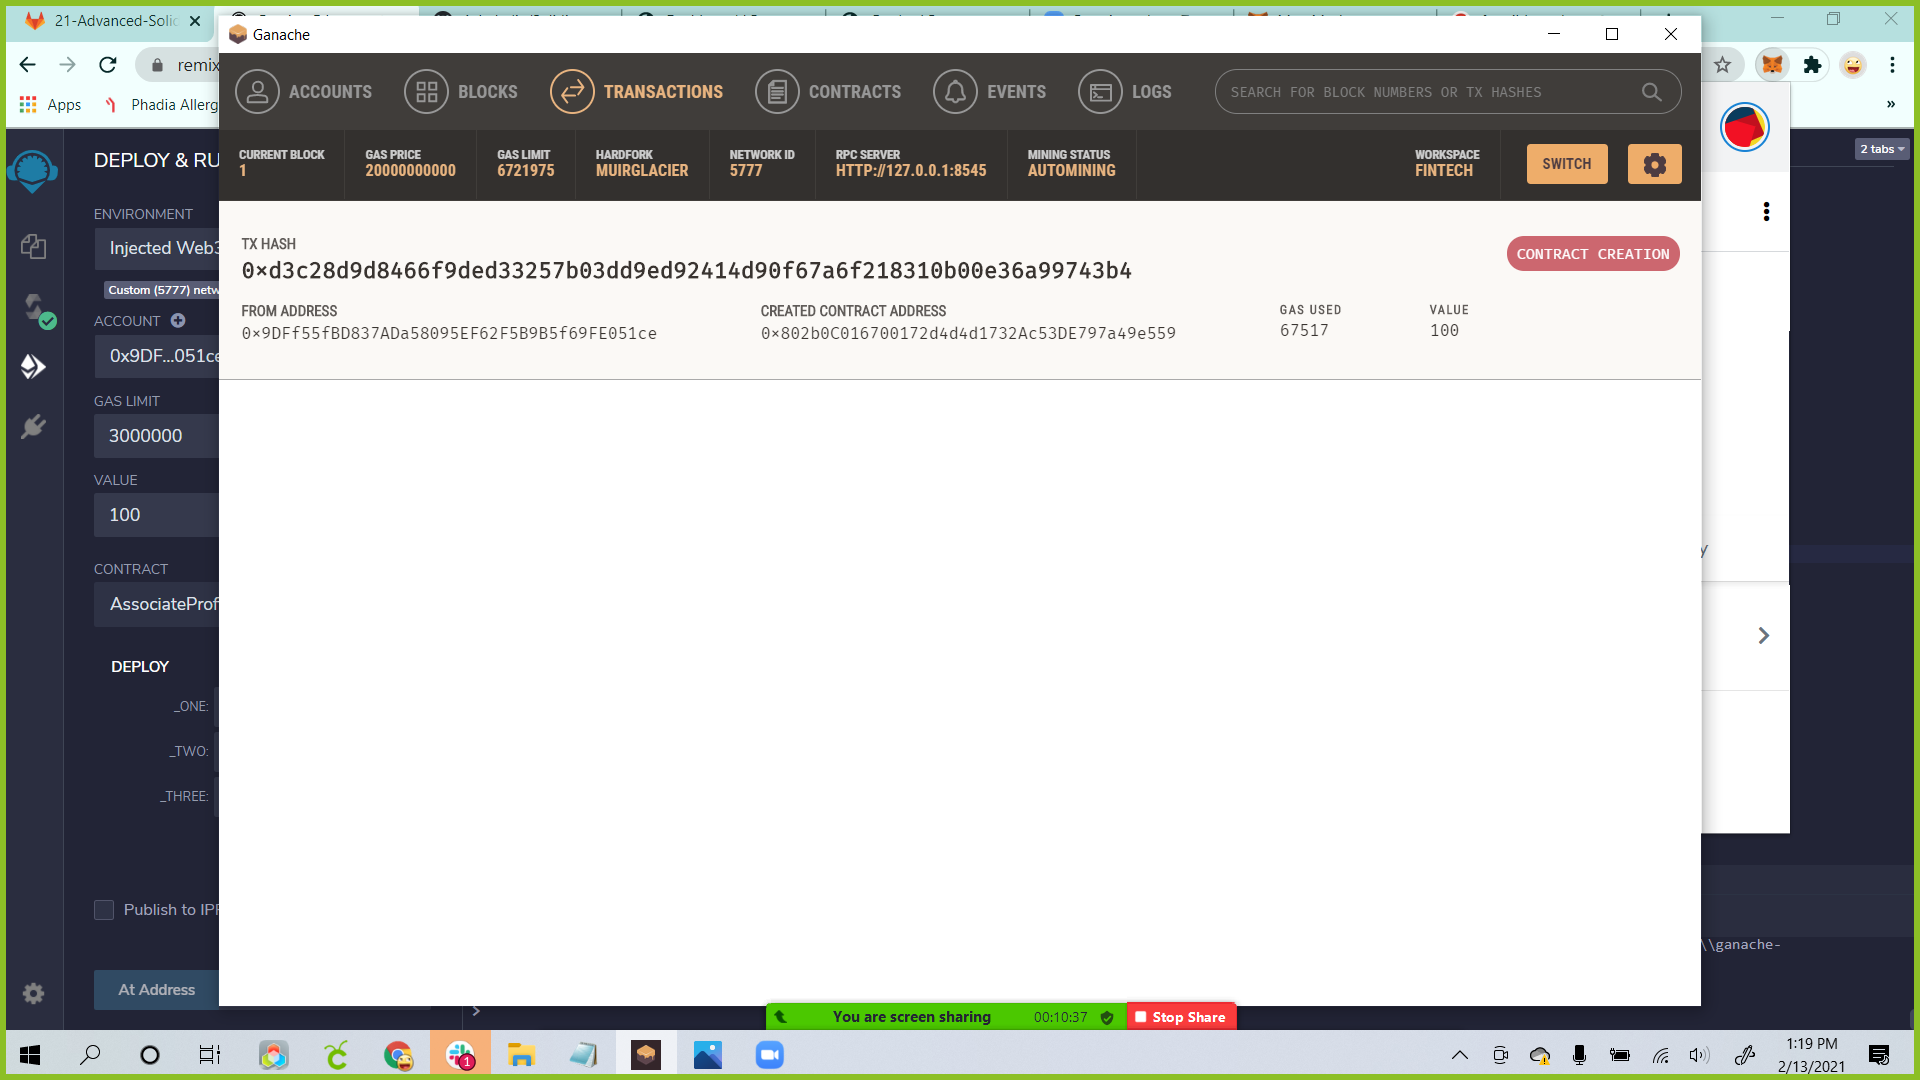 21-Advanced-Solic
Ganache
remix
Apps
Phadia Allerg
»
ACCOUNTS
BLOCKS
TRANSACTIONS
CONTRACTS
EVENTS
LOGS
SEARCH FOR BLOCK NUMBERS OR TX HASHES
CURRENT BLOCK
1
GAS PRICE
20000000000
GAS LIMIT
6721975
HARDFORK
MUIRGLACIER
NETWORK ID
5777
RPC SERVER
HTTP://127.0.0.1:8545
MINING STATUS
AUTOMINING
WORKSPACE
FINTECH
SWITCH
2 tabs
TX HASH
0×d3c28d9d8466f9ded33257b03dd9ed92414d90f67a6f218310b00e36a99743b4
CONTRACT CREATION
FROM ADDRESS
0×9DFf55fBD837ADa58095EF62F5B9B5f69FE051ce
CREATED CONTRACT ADDRESS
0×802b0C016700172d4d4d1732Ac53DE797a49e559
GAS USED
67517
VALUE
100
DEPLOY & RU
ENVIRONMENT
Injected Web3
Custom (5777) netw
ACCOUNT
0x9DF...051ce
GAS LIMIT
3000000
VALUE
100
CONTRACT
AssociateProf
DEPLOY
_ONE:
_TWO:
_THREE:
Publish to IPF
At Address
y
\\ganache-
>
You are screen sharing
00:10:37
Stop Share
1
1:19 PM
2/13/2021